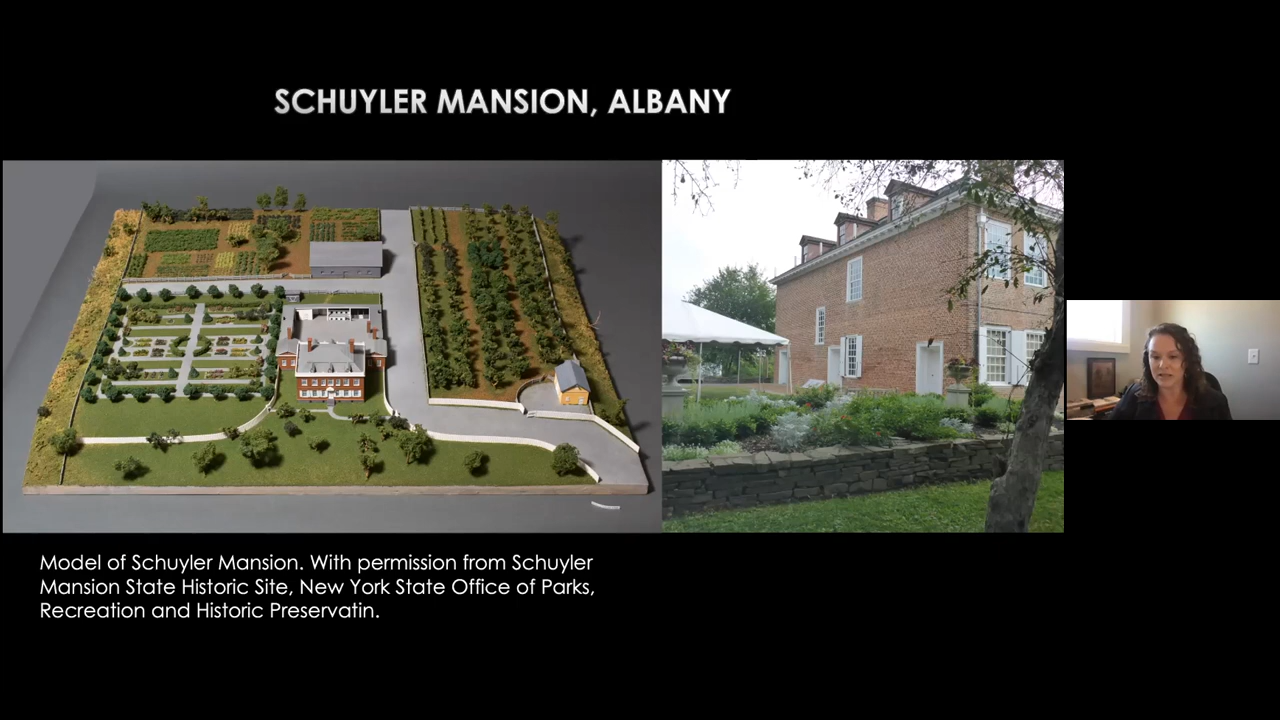 SCHUYLER MANSION, ALBANY
Model of Schuyler Mansion. With permission from Schuyler
Mansion State Historic Site, New York State Office of Parks,
Recreation and Historic Preservatin.